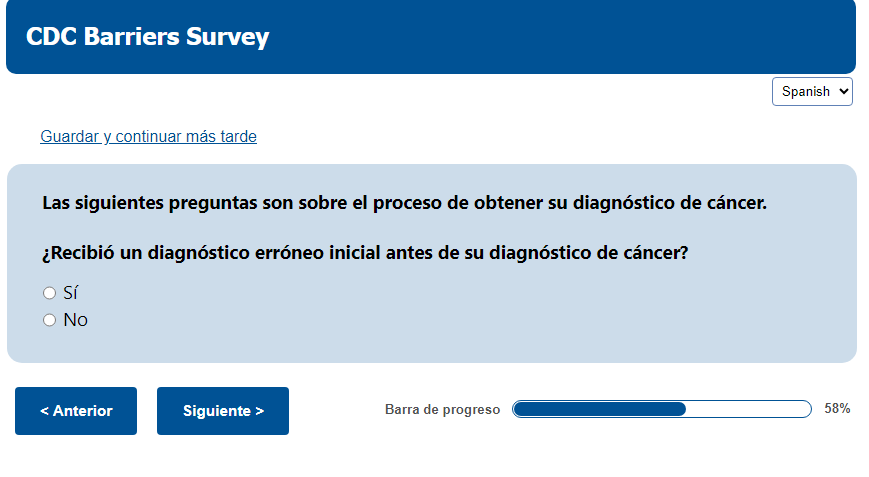 CDC Barriers Survey
Spanish
Guardar y continuar más tarde
Las siguientes preguntas son sobre el proceso de obtener su diagnóstico de cáncer.
¿Recibió un diagnóstico erróneo inicial antes de su diagnóstico de cáncer?
Sí
No
< Anterior
Siguiente >
Barra de progreso
58%